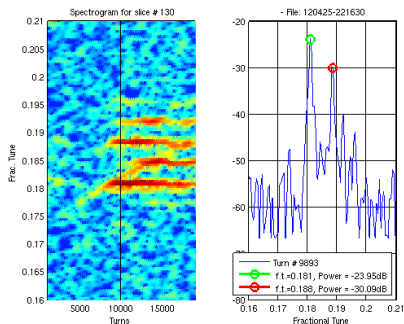 Spectrogram for slice # 130
- File: 120425-221630
0.21
0.205
0.2
0.195
0.19
0.185
0.18
0.175
0.17
0.165
0.16
Frac. Tune
5000 10000 15000
Turns
-20
-30
-40
-50
-60
-70
-80
Turn # 9893
f.t.=0.181, Power = -23.95dB
f.t.=0.188, Power = -30.09dB
0.16 0.17 0.18 0.19 0.2 0.21
Fractional Tune